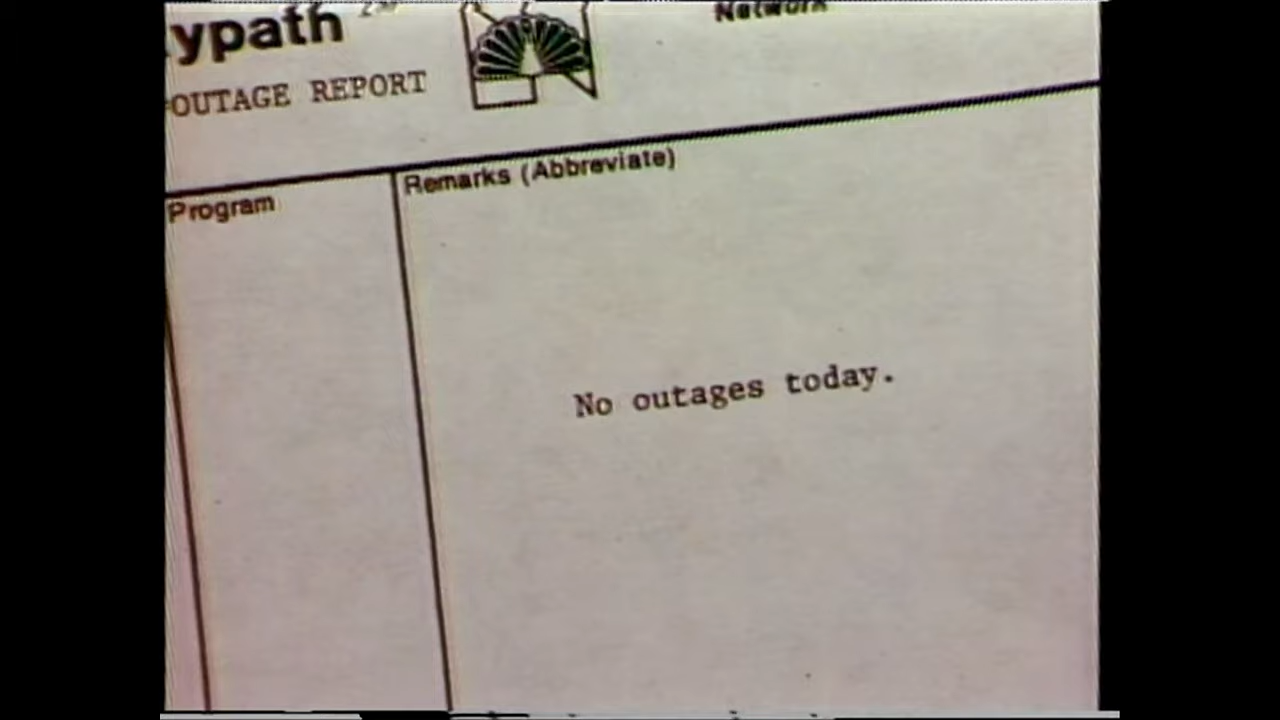 ypath
Network
OUTAGE REPORT
Program
Remarks (Abbreviate)
No outages today.